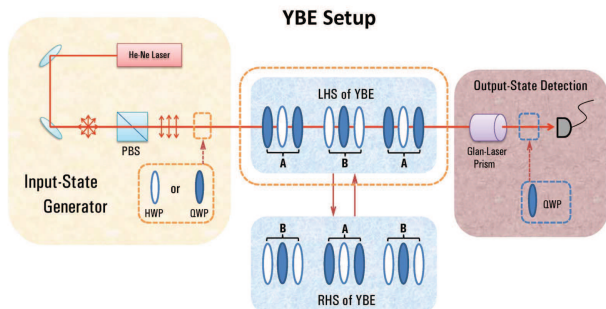 YBE Setup
He-Ne Laser
PBS
Input-State
Generator
or
HWP
QWP
LHS of YBE
A
B
A
B
A
B
RHS of YBE
Output-State Detection
Glan-Laser
Prism
QWP